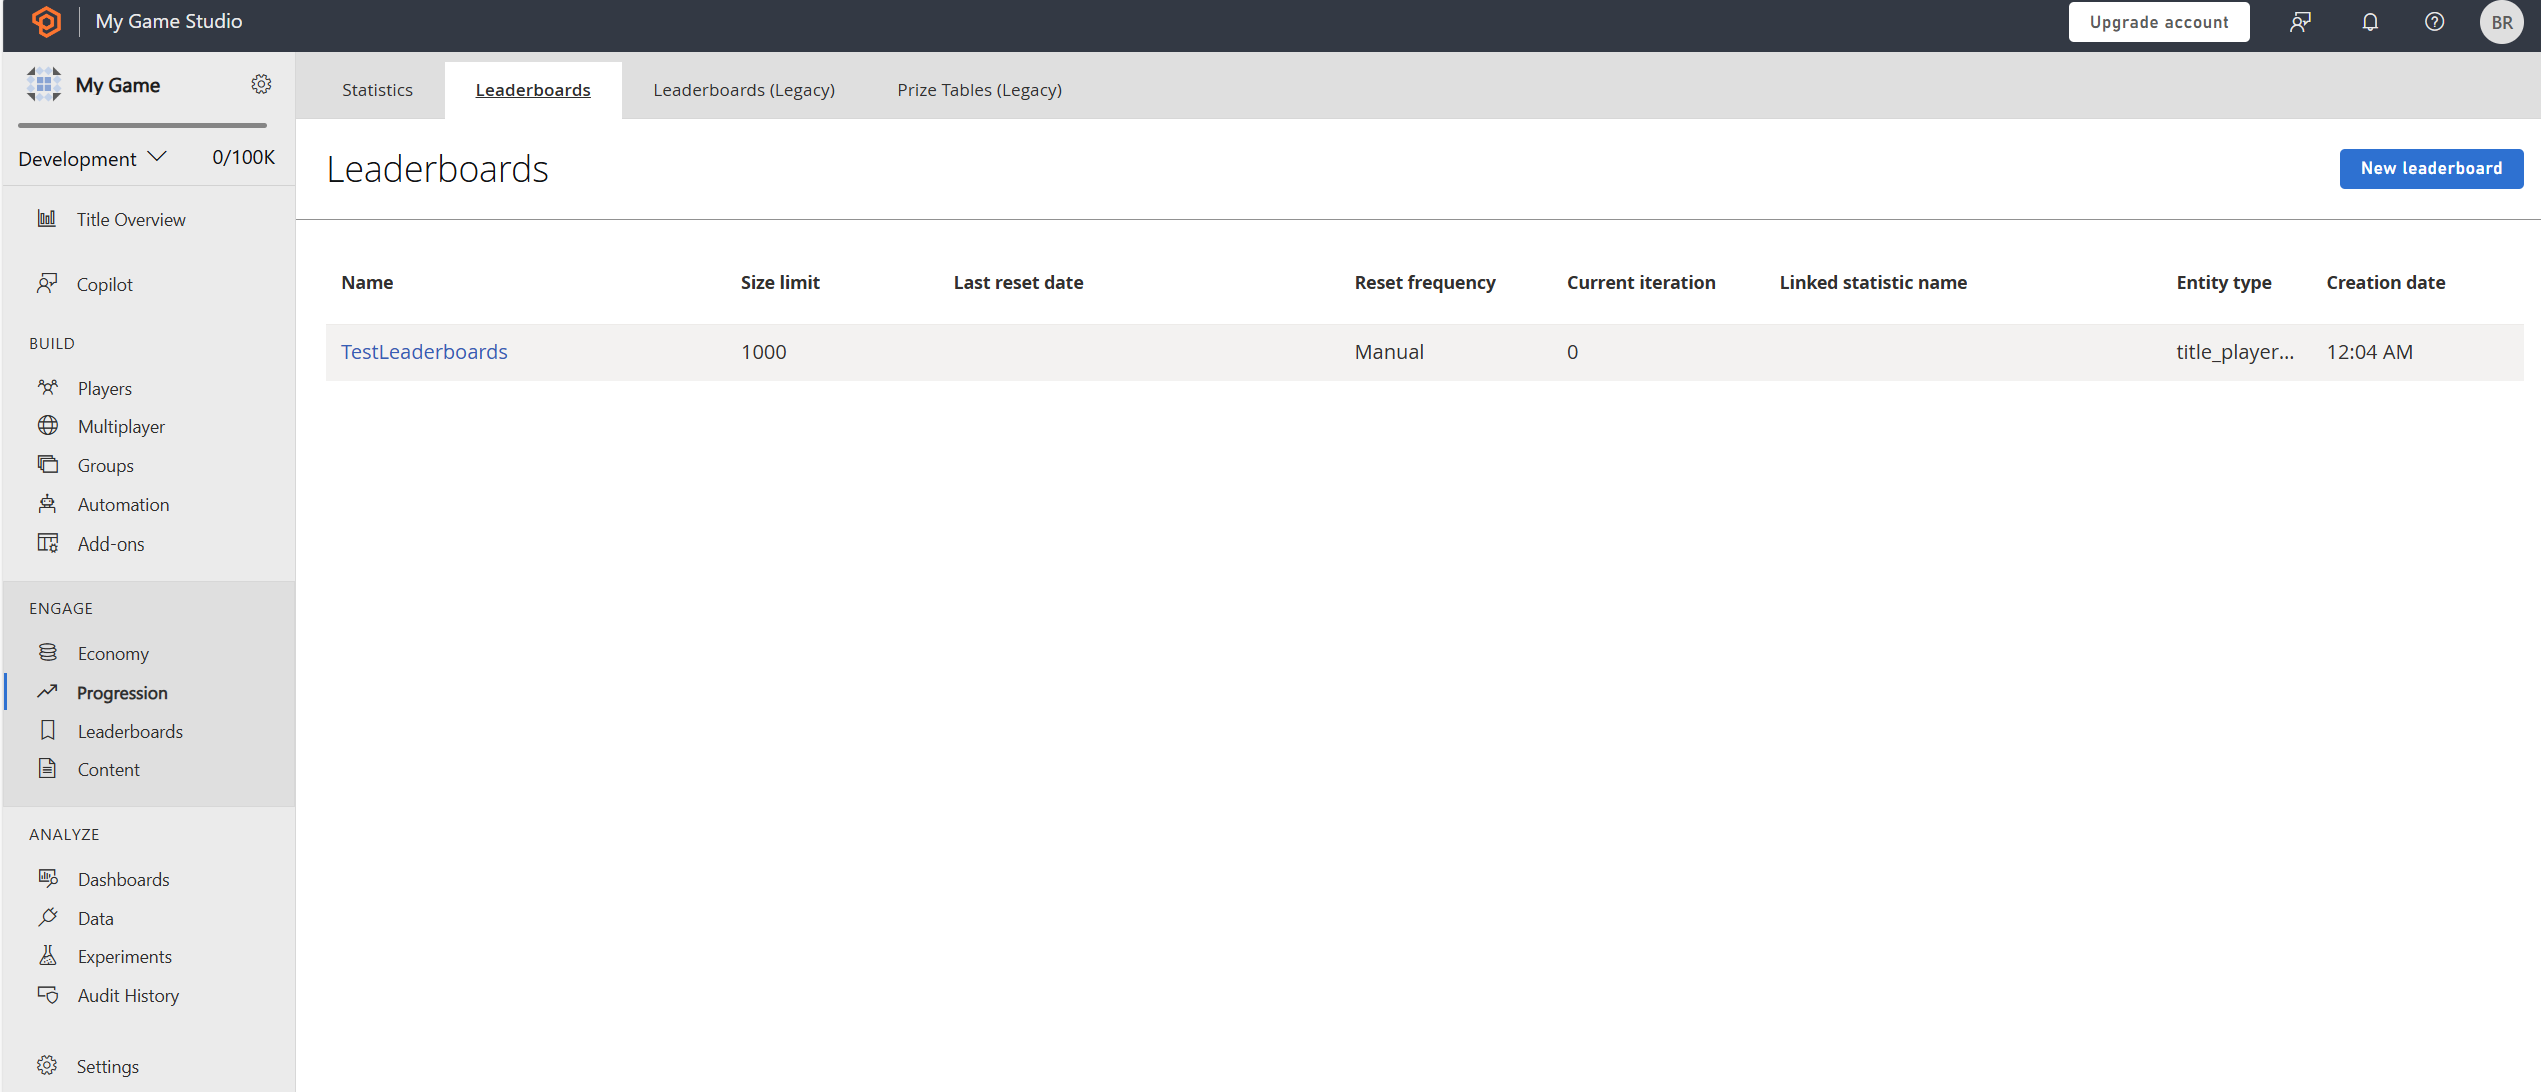 My Game Studio
Upgrade account
BR
My Game
Development 0/100K
Title Overview
Copilot
BUILD
Players
Multiplayer
Groups
Automation
Add-ons
ENGAGE
Economy
Progression
Leaderboards
Content
ANALYZE
Dashboards
Data
Experiments
Audit History
Settings
Statistics Leaderboards Leaderboards (Legacy) Prize Tables (Legacy)
Leaderboards
New leaderboard
Name Size limit Last reset date Reset frequency Current iteration Linked statistic name Entity type Creation date
TestLeaderboards 1000 Manual 0 title_player... 12:04 AM